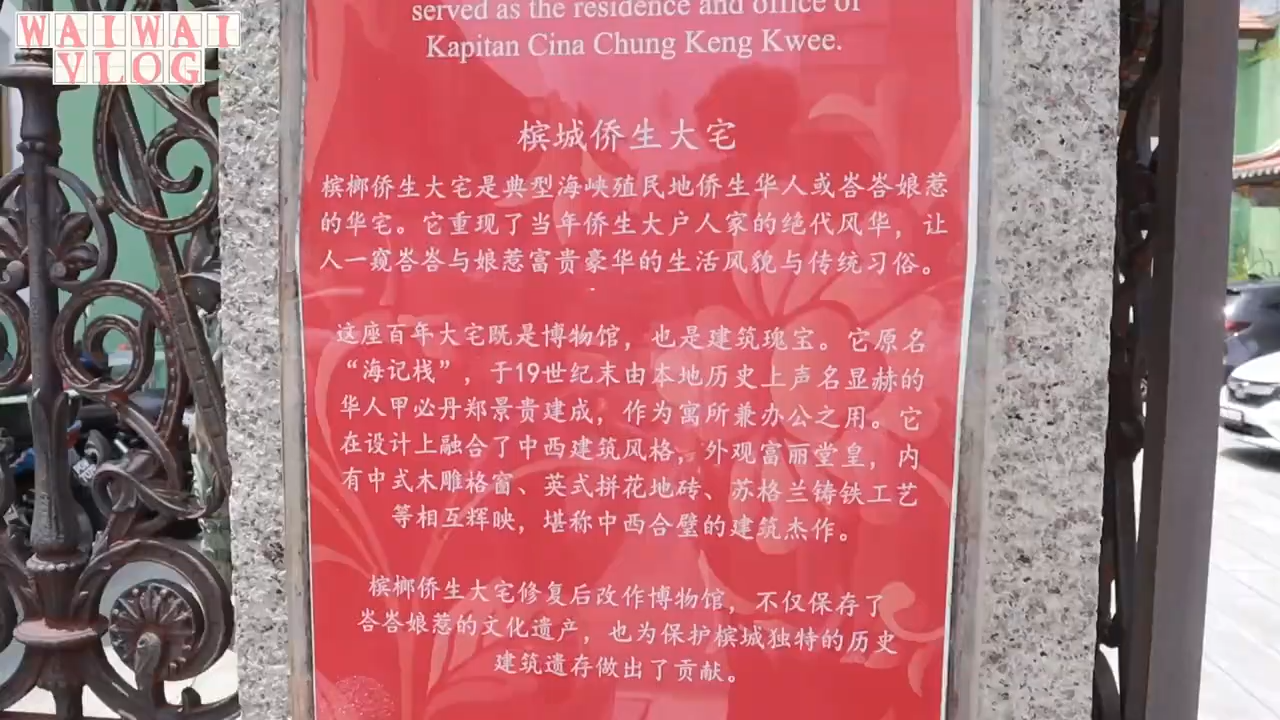 WAIWAI
VLOG
served as the residence and office of
Kapitan Cina Chung Keng Kwee.
槟城侨生大宅
槟榔侨生大宅是典型海峡殖民地侨生华人或峇峇娘惹
的华宅。它重现了当年侨生大户人家的绝代风华，让
人一窥峇峇与娘惹富贵豪华的生活风貌与传统习俗。
这座百年大宅既是博物馆，也是建筑瑰宝。它原名
“海记栈”，于19世纪末由本地历史上声名显赫的
华人甲必丹郑景贵建成，作为寓所兼办公之用。它
在设计上融合了中西建筑风格，外观富丽堂皇，内
有中式木雕格窗、英式拼花地砖、苏格兰铸铁工艺
等相互辉映，堪称中西合璧的建筑杰作。
槟榔侨生大宅修复后改作博物馆，不仅保存了
峇峇娘惹的文化遗产，也为保护槟城独特的历史
建筑遗存做出了贡献。